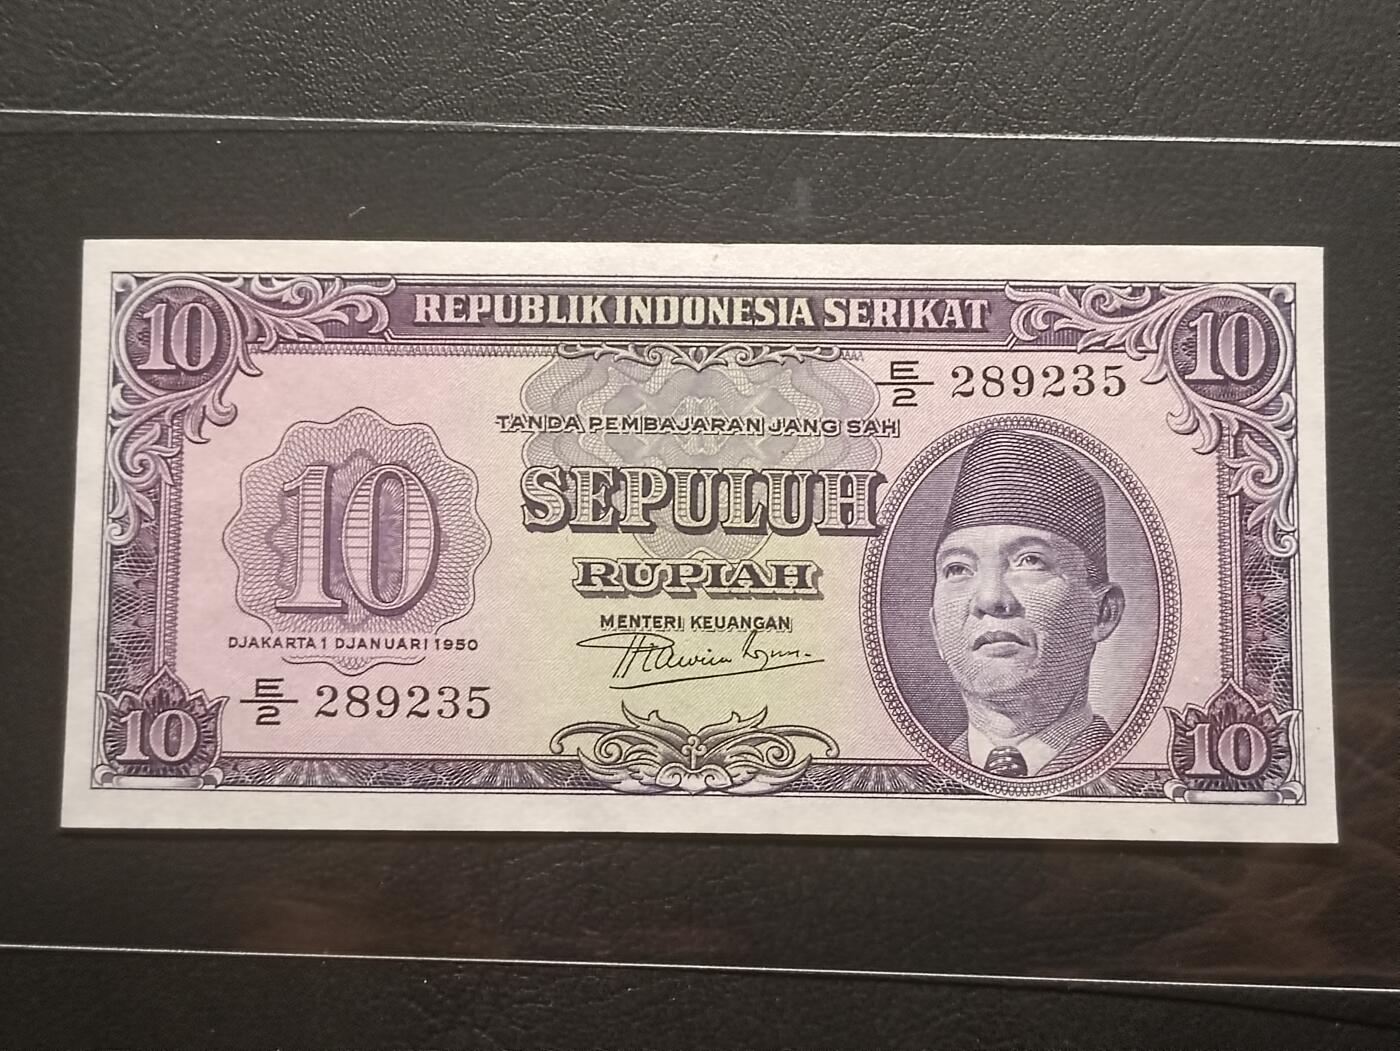 10 REPUBLIK INDONESIA SERIKAT 10
E/2 289235
TANDA PEMBAJARAN JANG SAH
10 SEPULUH
RUPIAH
MENTERI KEUANGAN
DJAKARTA 1 DJANUARI 1950
E/2 289235
10 10